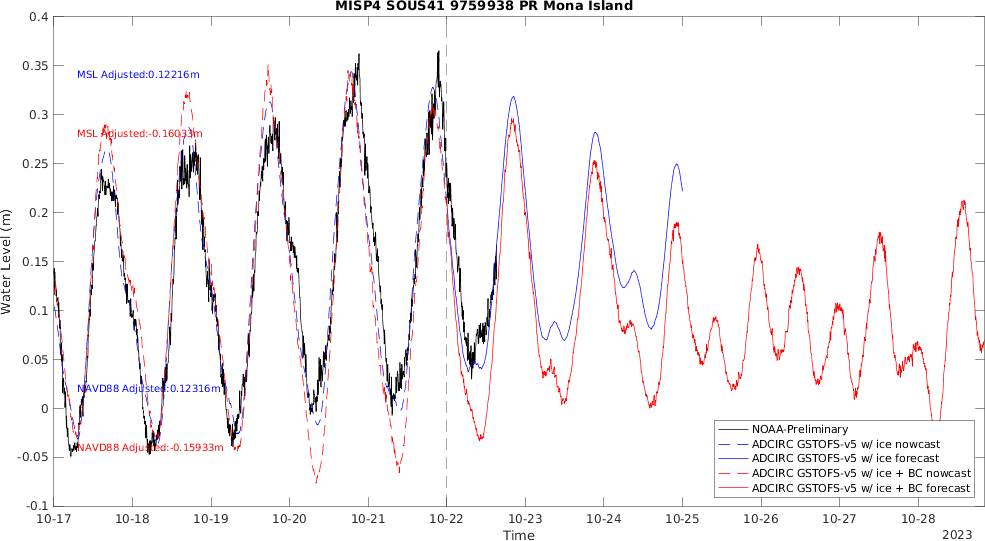 MISP4 SOUS41 9759938 PR Mona Island
0.4
0.35
0.3
0.25
0.2
0.15
0.1
0.05
0
-0.05
-0.1
Water Level (m)
MSL Adjusted:0.12216m
MSL Adjusted:-0.16033m
NAVD88 Adjusted:0.12316m
NAVD88 Adjusted:-0.15933m
NOAA-Preliminary
ADCIRC GSTOFS-v5 w/ ice nowcast
ADCIRC GSTOFS-v5 w/ ice forecast
ADCIRC GSTOFS-v5 w/ ice + BC nowcast
ADCIRC GSTOFS-v5 w/ ice + BC forecast
10-17 10-18 10-19 10-20 10-21 10-22 10-23 10-24 10-25 10-26 10-27 10-28
Time
2023